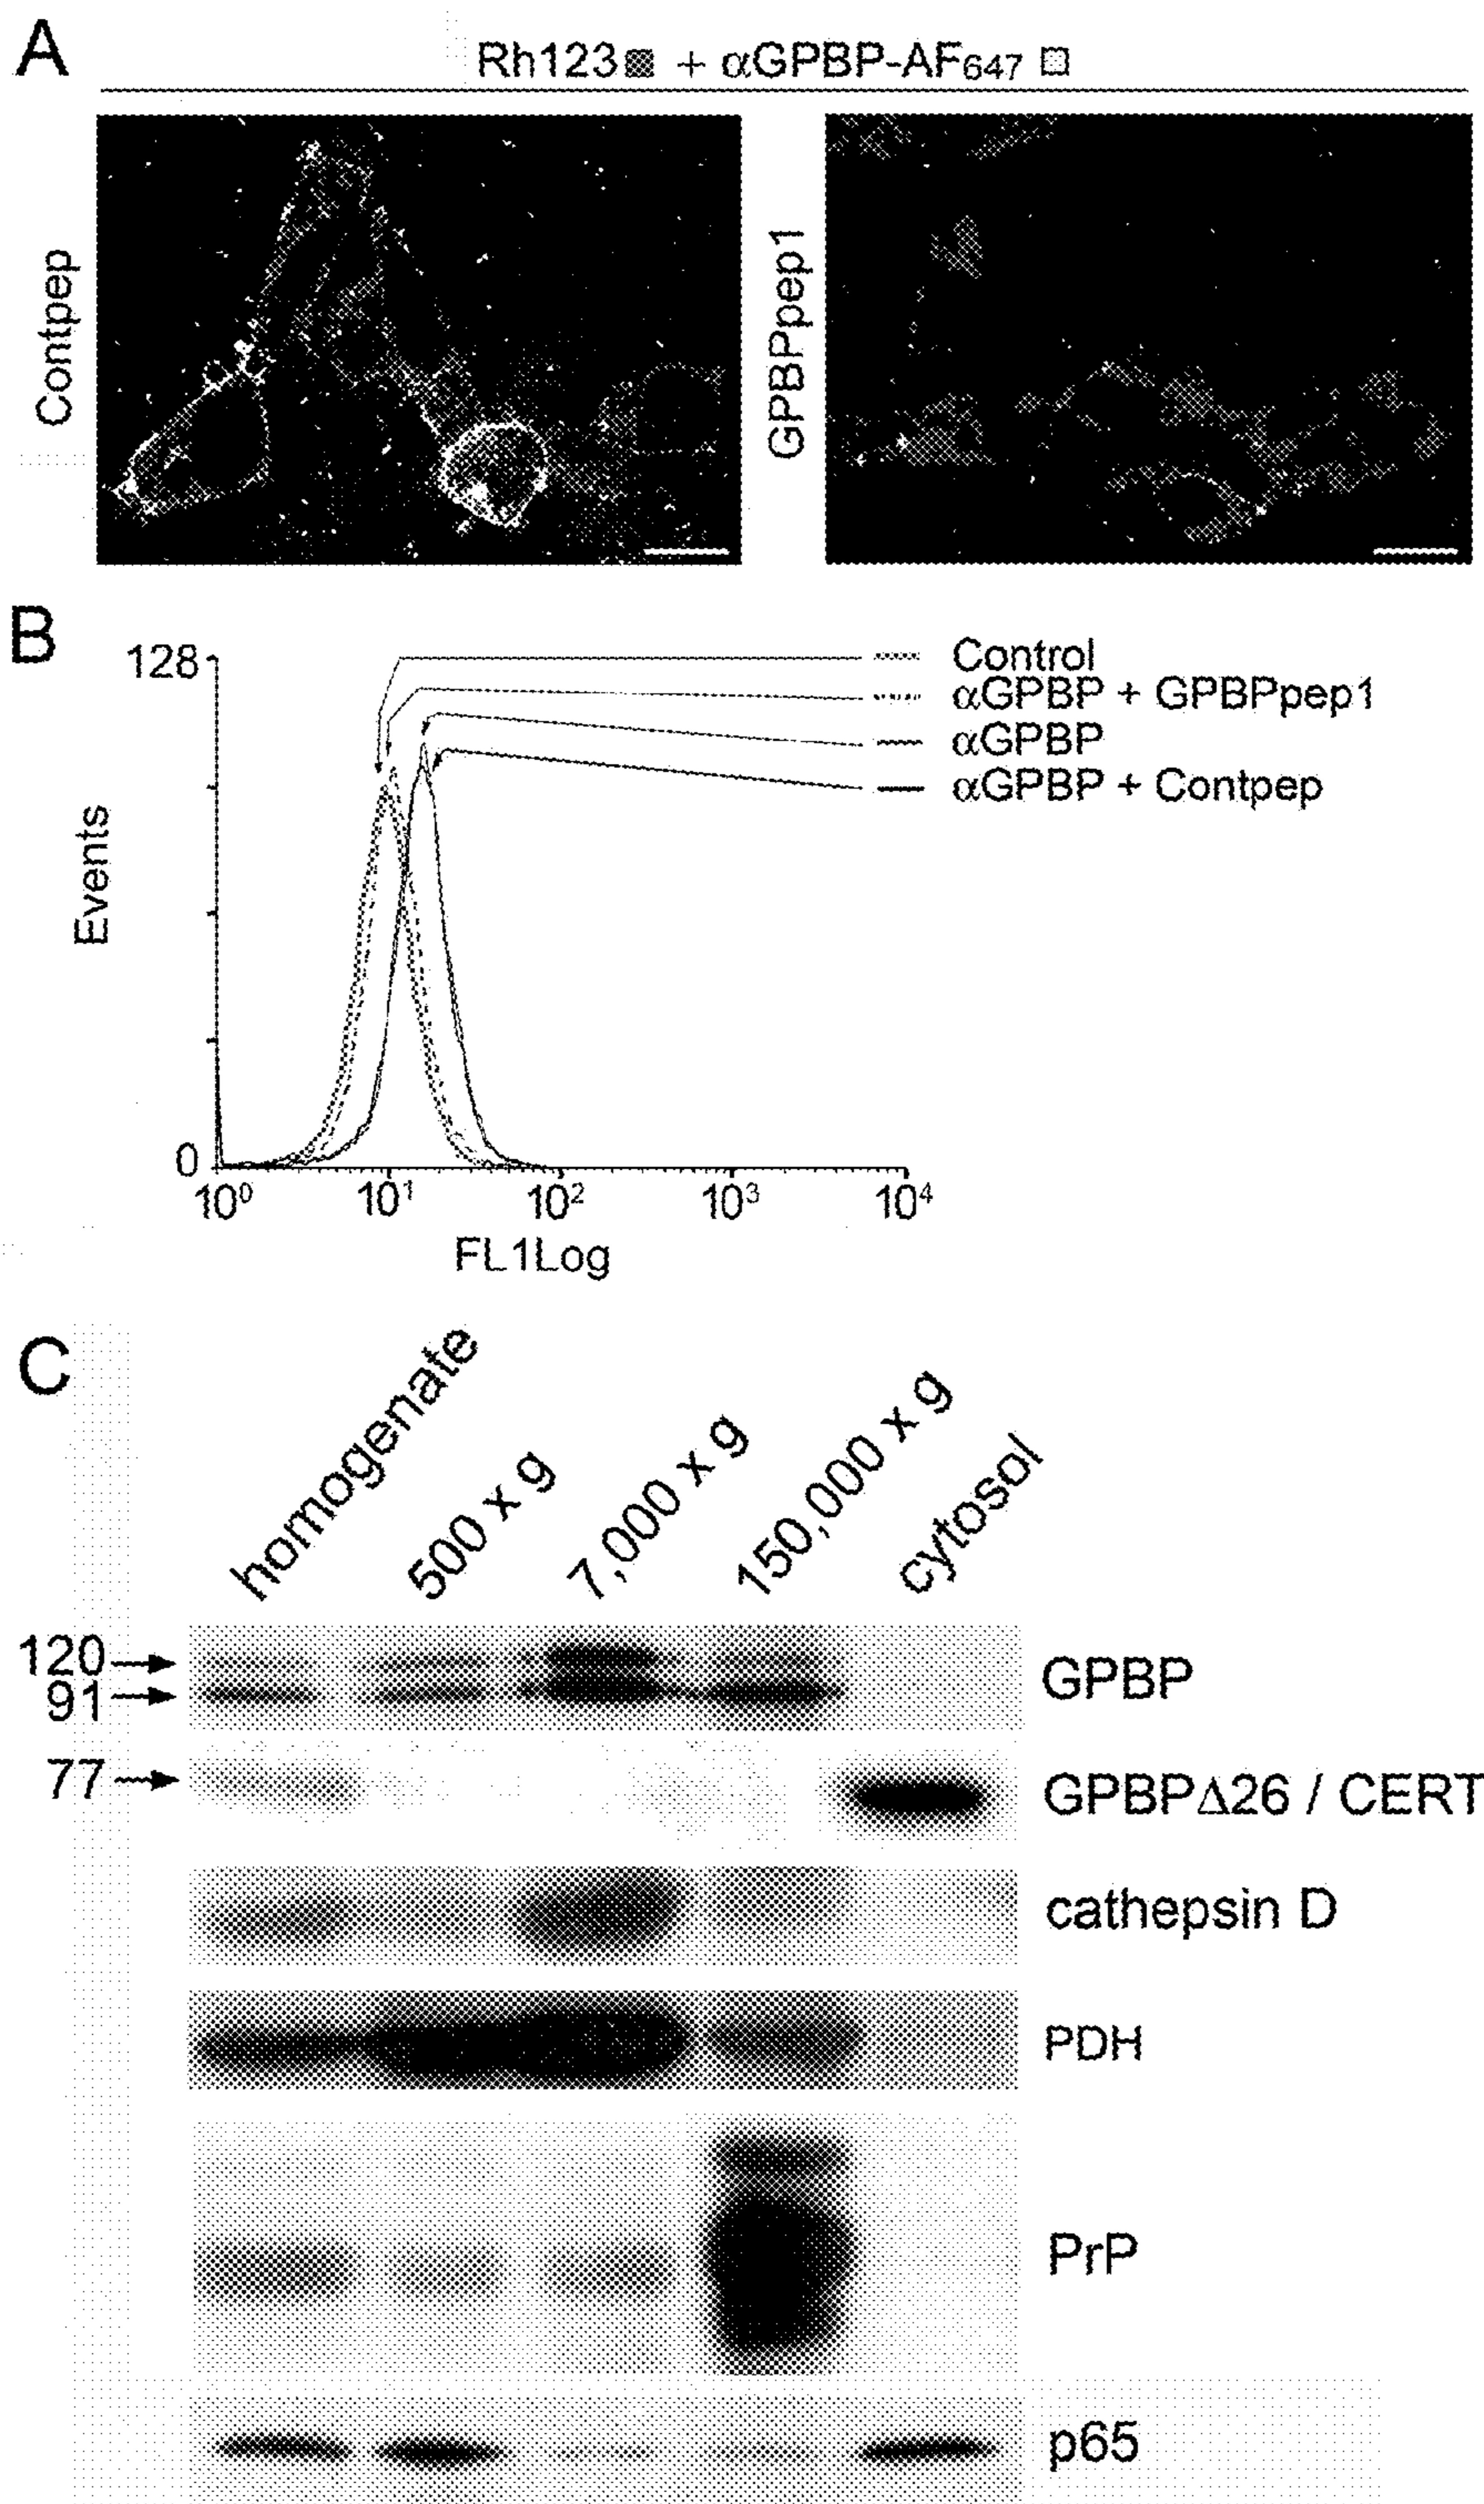 A
Rh123 + αGPBP-AF647
Contpep
GPBPpep1
B
128
Control
αGPBP + GPBPpep1
αGPBP
αGPBP + Contpep
Events
0
10⁰ 10¹ 10² 10³ 10⁴
FL1Log
C
homogenate
500 x g
7,000 x g
150,000 x g
cytosol
120
91
GPBP
77
GPBPΔ26 / CERT
cathepsin D
PDH
PrP
p65